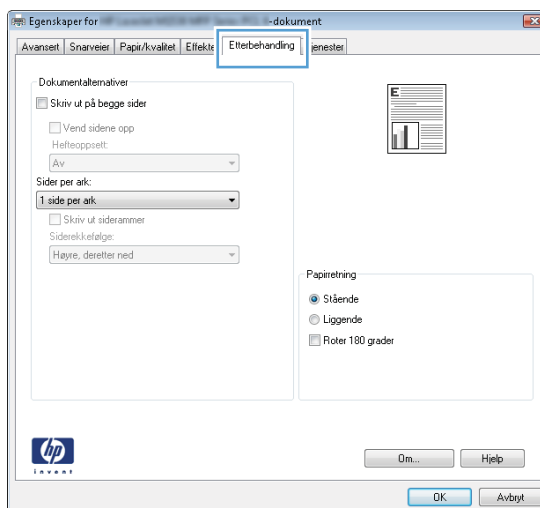 Egenskaper for -dokument
Avansert Snarveier Papir/kvalitet Effekte Etterbehandling jenester
Dokumentalternativer
Skriv ut på begge sider
Vend sidene opp
Hefteoppsett:
Av
Sider per ark:
1 side per ark
Skriv ut siderammer
Siderekkefølge:
Høyre, deretter ned
E
Papirretning
Stående
Liggende
Roter 180 grader
hp
invent
Om... Hjelp
OK Avbryt